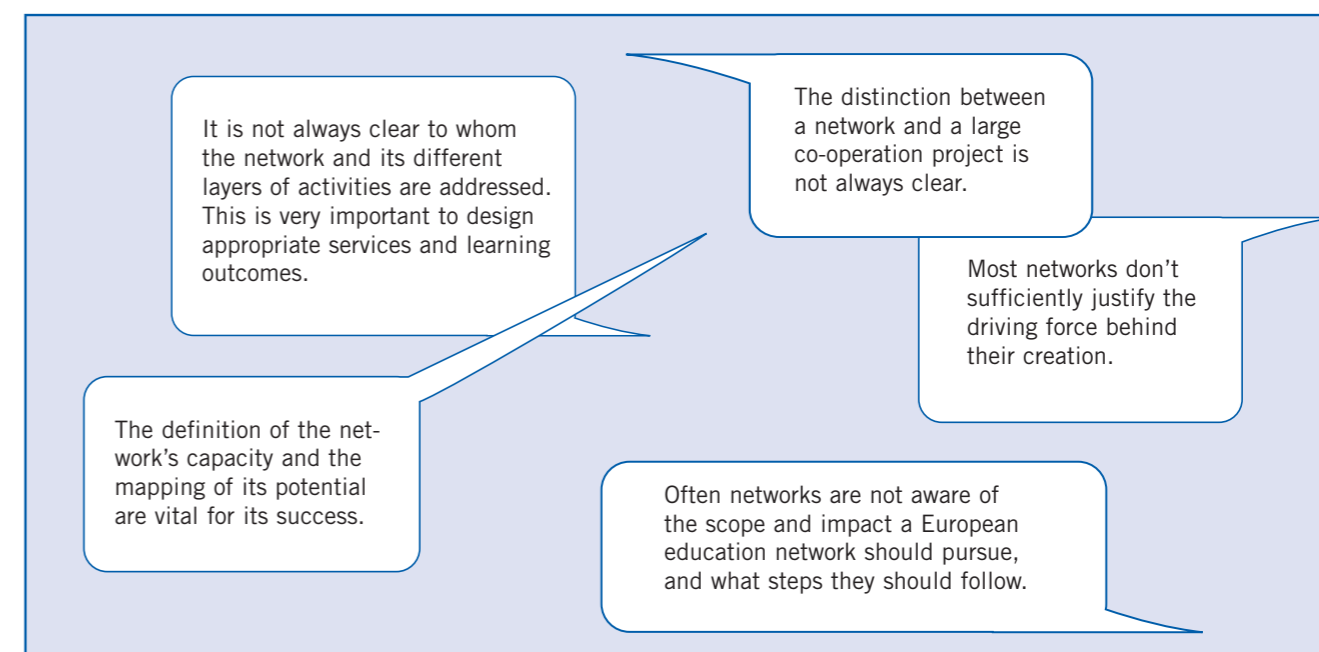 It is not always clear to whom
the network and its different
layers of activities are addressed.
This is very important to design
appropriate services and learning
outcomes.
The distinction between
a network and a large
co-operation project is
not always clear.
Most networks don’t
sufficiently justify the
driving force behind
their creation.
The definition of the net-
work’s capacity and the
mapping of its potential
are vital for its success.
Often networks are not aware of
the scope and impact a European
education network should pursue,
and what steps they should follow.